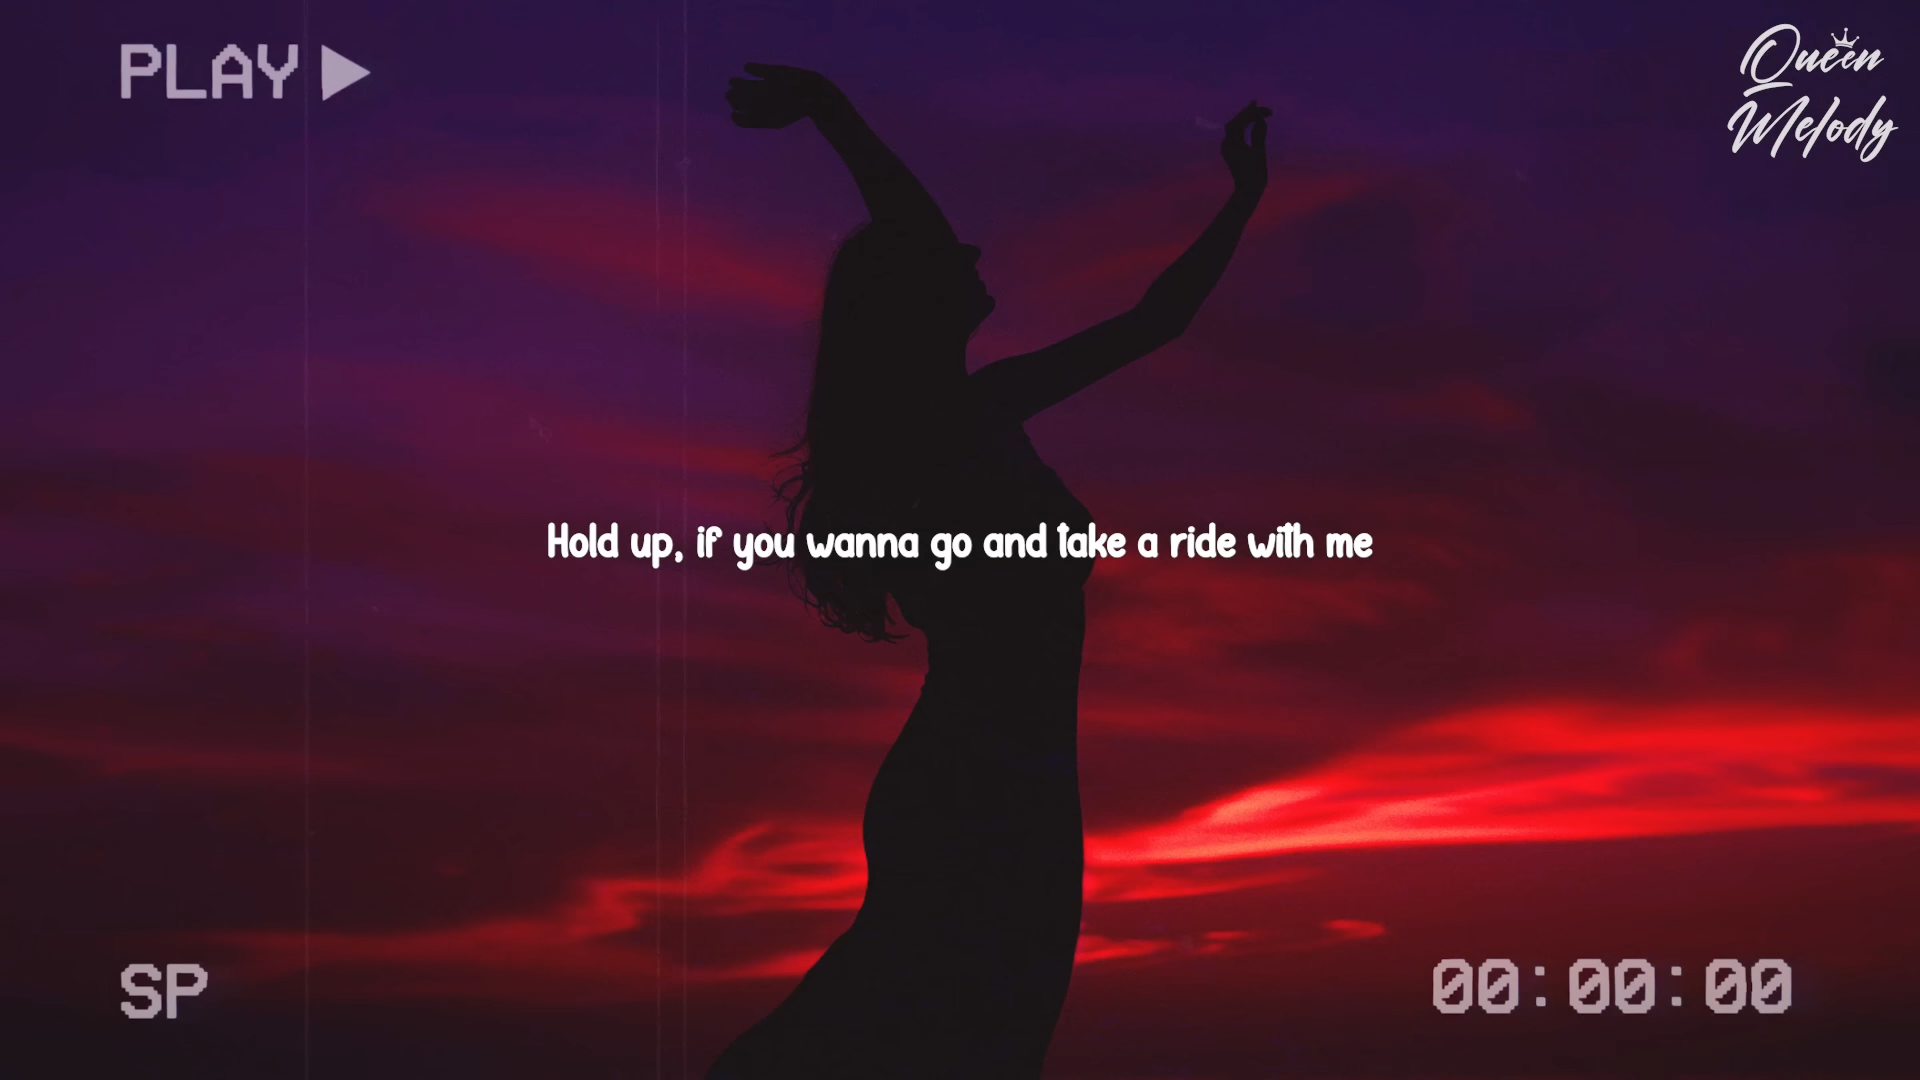 PLAY
Queen
Melody
Hold up, if you wanna go and take a ride with me
SP
00:00:00